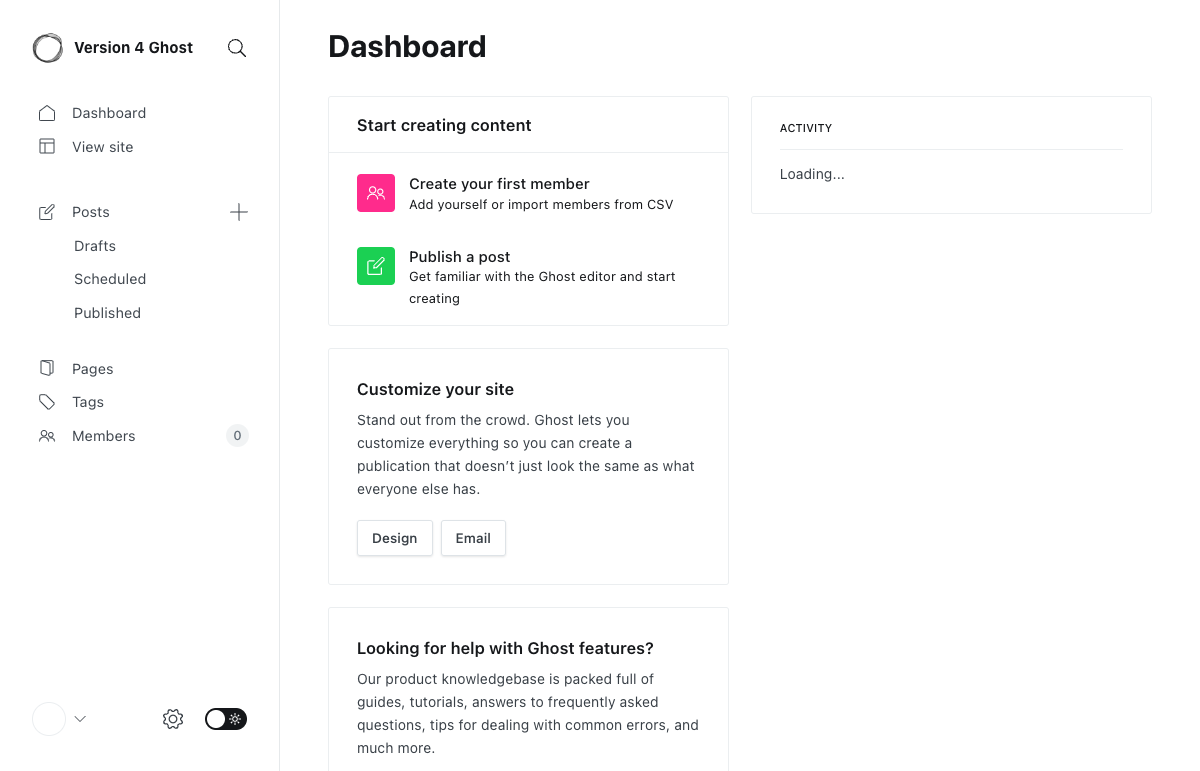 Version 4 Ghost
Dashboard
View site
Posts
Drafts
Scheduled
Published
Pages
Tags
Members
0
Dashboard
Start creating content
Create your first member
Add yourself or import members from CSV
Publish a post
Get familiar with the Ghost editor and start
creating
Customize your site
Stand out from the crowd. Ghost lets you
customize everything so you can create a
publication that doesn’t just look the same as what
everyone else has.
Design
Email
Looking for help with Ghost features?
Our product knowledgebase is packed full of
guides, tutorials, answers to frequently asked
questions, tips for dealing with common errors, and
much more.
ACTIVITY
Loading...